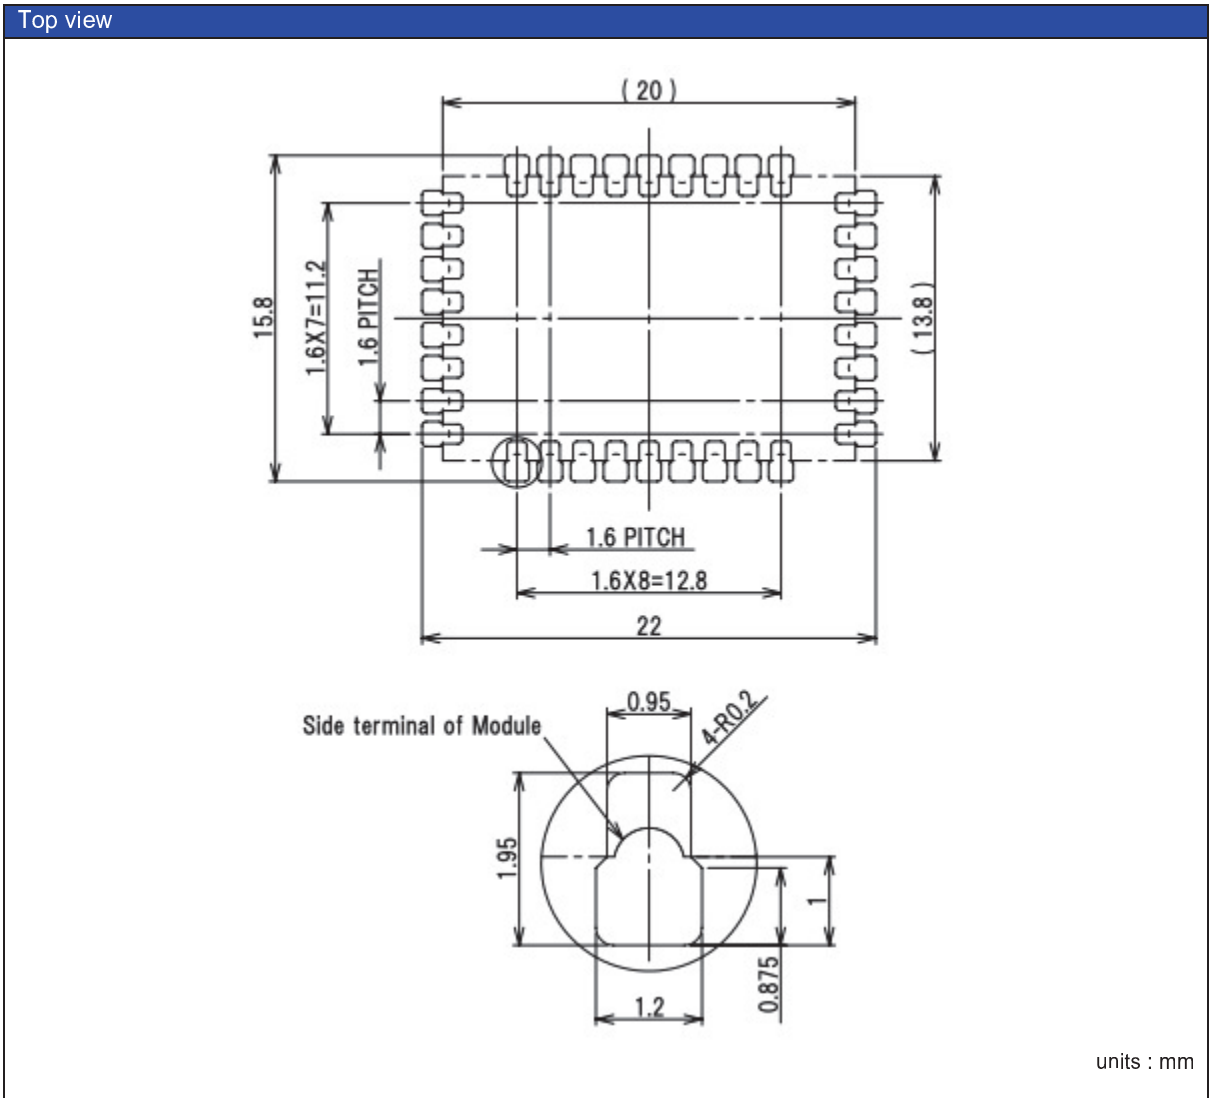 Top view
( 20 )
15.8
1.6X7=11.2
1.6 PITCH
( 13.8 )
1.6 PITCH
1.6X8=12.8
22
0.95
4-R0.2
Side terminal of Module
1.95
1
0.875
1.2
units : mm